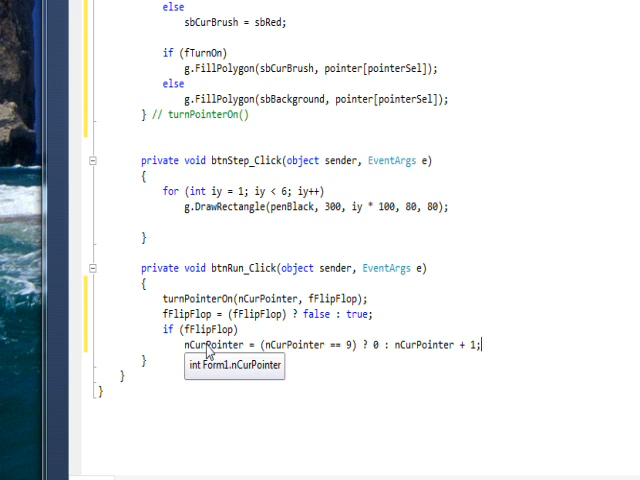 else
sbCurBrush = sbRed;
if (fTurnOn)
g.FillPolygon(sbCurBrush, pointer[pointerSel]);
else
g.FillPolygon(sbBackground, pointer[pointerSel]);
} // turnPointerOn()
private void btnStep_Click(object sender, EventArgs e)
{
for (int iy = 1; iy < 6; iy++)
g.DrawRectangle(penBlack, 300, iy * 100, 80, 80);
}
private void btnRun_Click(object sender, EventArgs e)
{
turnPointerOn(nCurPointer, fFlipFlop);
fFlipFlop = (fFlipFlop) ? false : true;
if (fFlipFlop)
nCurPointer = (nCurPointer == 9) ? 0 : nCurPointer + 1;
}
int Form1.nCurPointer
}
}